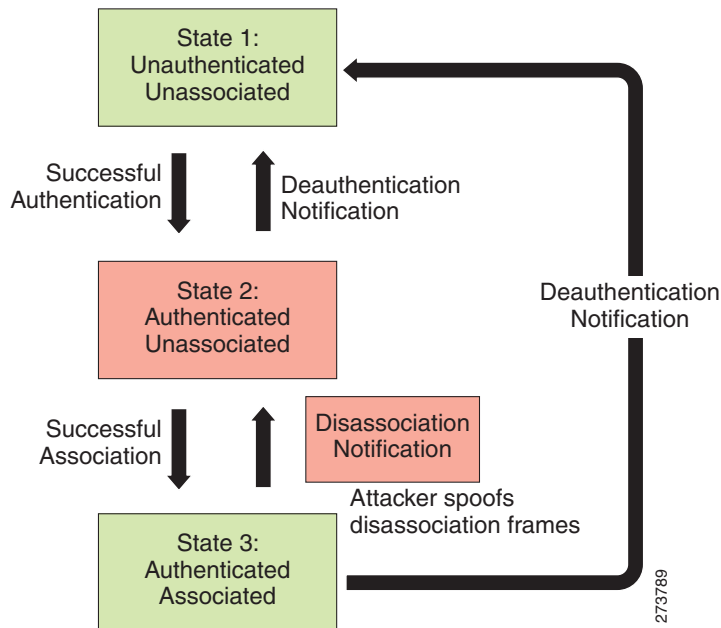 State 1:
Unauthenticated
Unassociated
Successful
Authentication
Deauthentication
Notification
State 2:
Authenticated
Unassociated
Deauthentication
Notification
Successful
Association
Disassociation
Notification
Attacker spoofs
disassociation frames
State 3:
Authenticated
Associated
273789